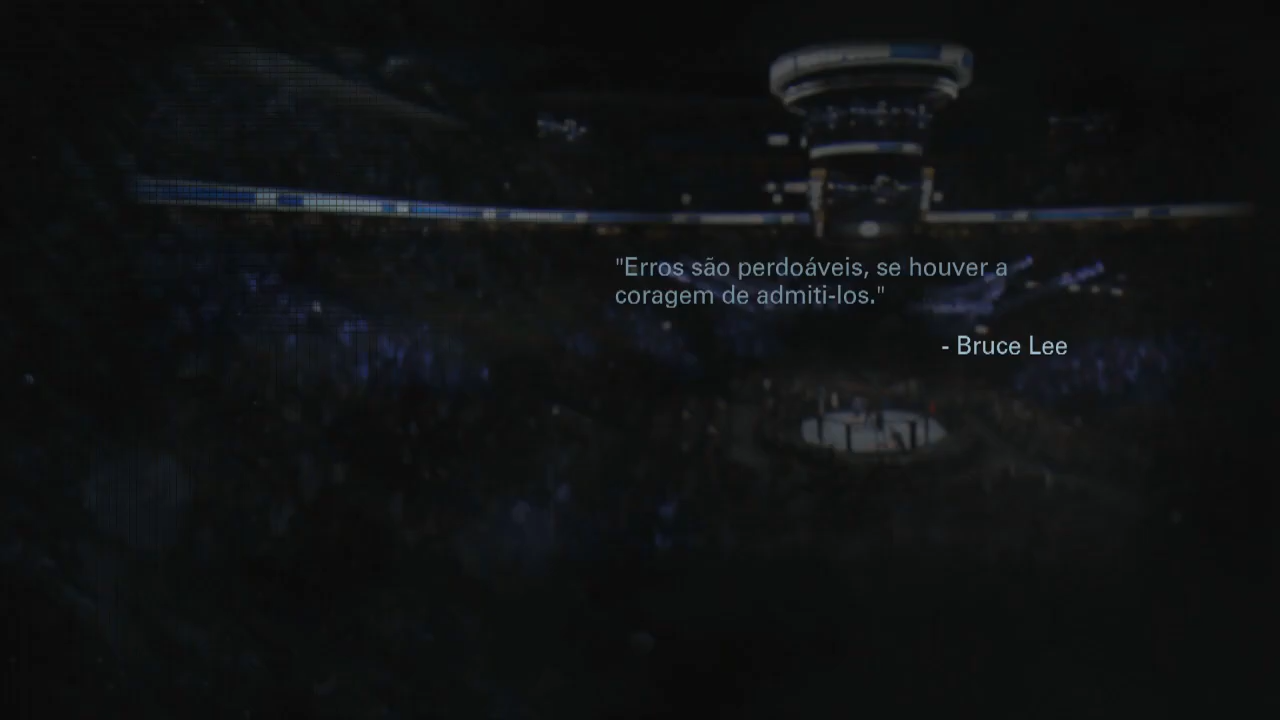 "Erros são perdoáveis, se houver a
coragem de admiti-los."
- Bruce Lee